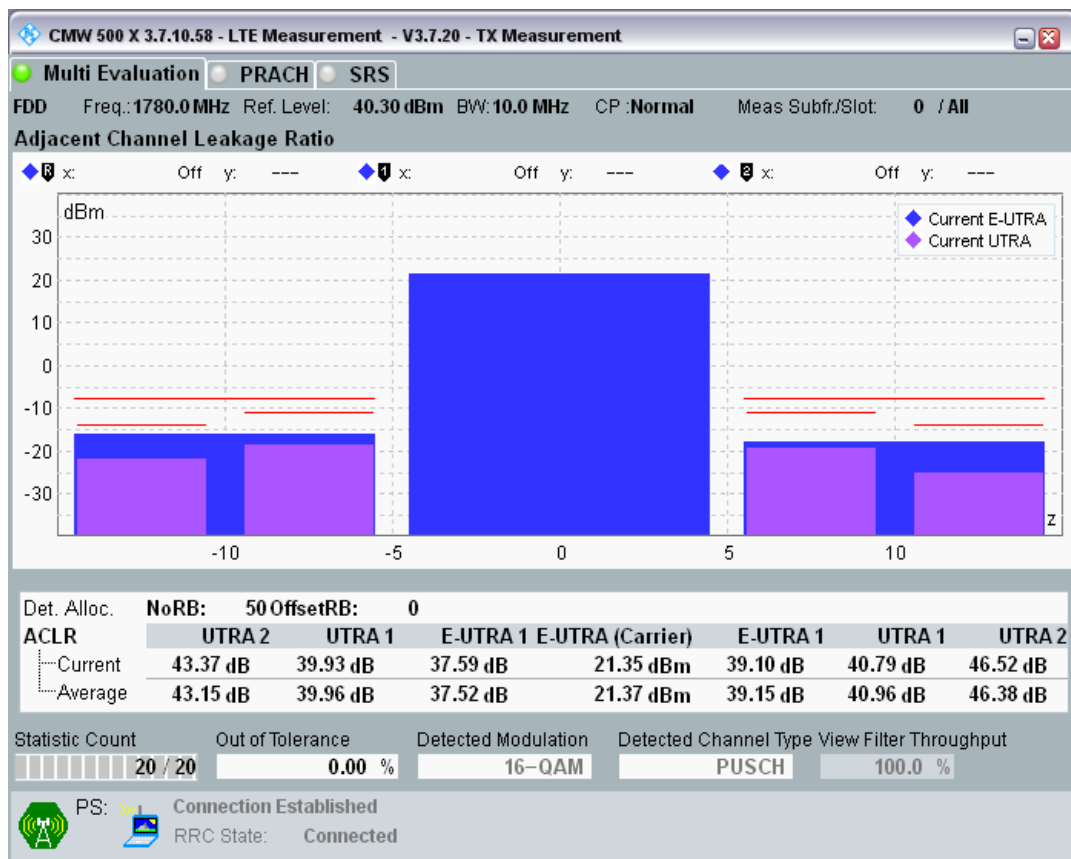 CMW 500 X 3.7.10.58 - LTE Measurement - V3.7.20 - TX Measurement
Multi Evaluation PRACH SRS
FDD Freq.:1780.0 MHz Ref. Level: 40.30 dBm BW:10.0 MHz CP :Normal Meas Subfr./Slot: 0 / All
Adjacent Channel Leakage Ratio
R x: Off y: --- 1 x: Off y: --- 2 x: Off y: ---
dBm
Current E-UTRA
Current UTRA
30
20
10
0
-10
-20
-30
z
-10 -5 0 5 10
Det. Alloc. NoRB: 50 OffsetRB: 0
ACLR UTRA 2 UTRA 1 E-UTRA 1 E-UTRA (Carrier) E-UTRA 1 UTRA 1 UTRA 2
Current 43.37 dB 39.93 dB 37.59 dB 21.35 dBm 39.10 dB 40.79 dB 46.52 dB
Average 43.15 dB 39.96 dB 37.52 dB 21.37 dBm 39.15 dB 40.96 dB 46.38 dB
Statistic Count Out of Tolerance Detected Modulation Detected Channel Type View Filter Throughput
20 / 20 0.00 % 16-QAM PUSCH 100.0 %
PS: Connection Established
RRC State: Connected